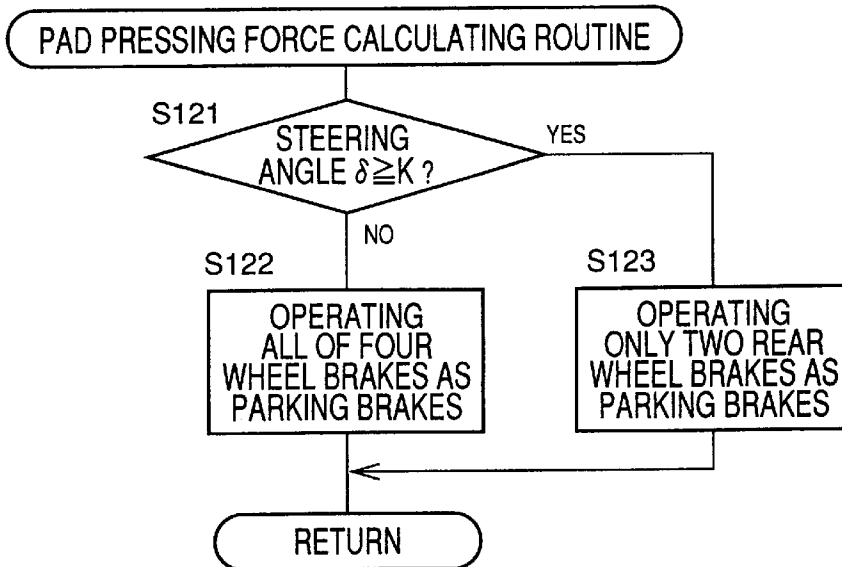 PAD PRESSING FORCE CALCULATING ROUTINE
S121
STEERING
ANGLE δ≧K ?
YES
NO
S122
OPERATING
ALL OF FOUR
WHEEL BRAKES AS
PARKING BRAKES
S123
OPERATING
ONLY TWO REAR
WHEEL BRAKES AS
PARKING BRAKES
RETURN